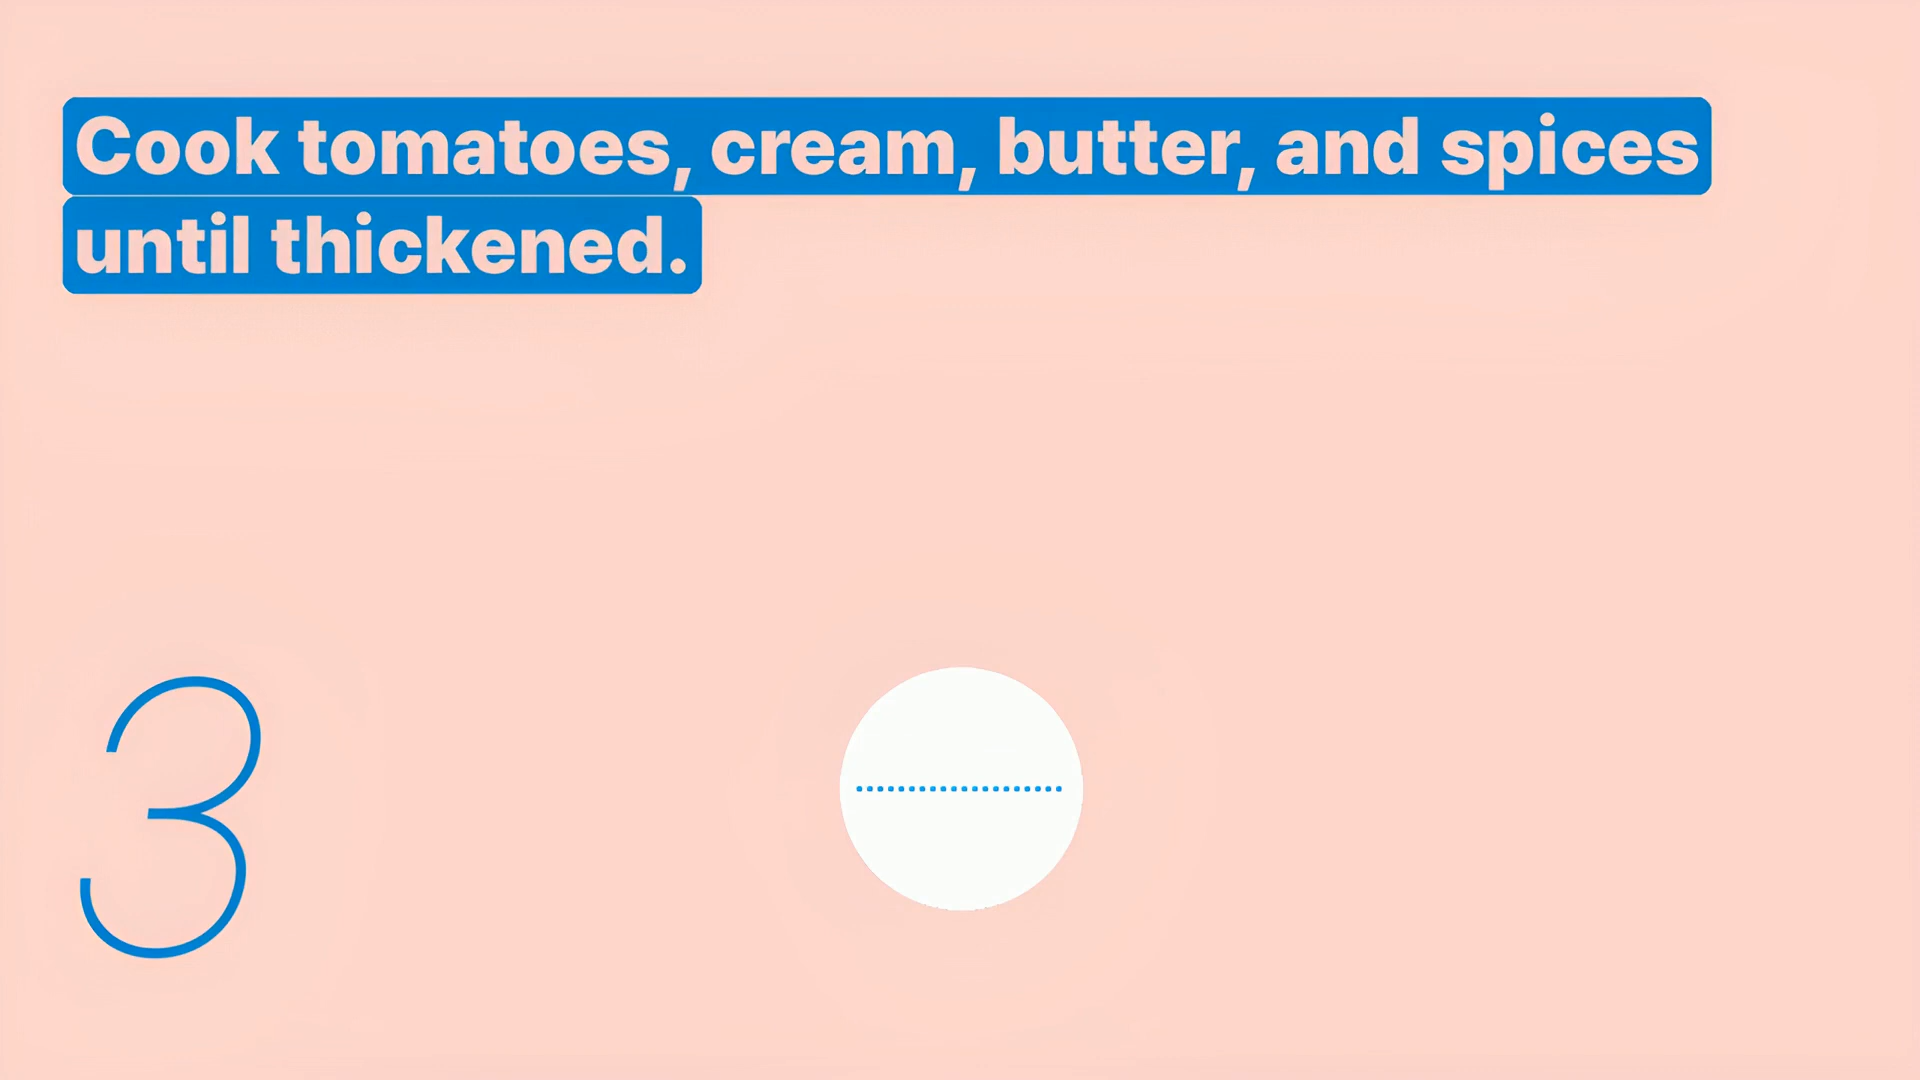 Cook tomatoes, cream, butter, and spices
until thickened.
3